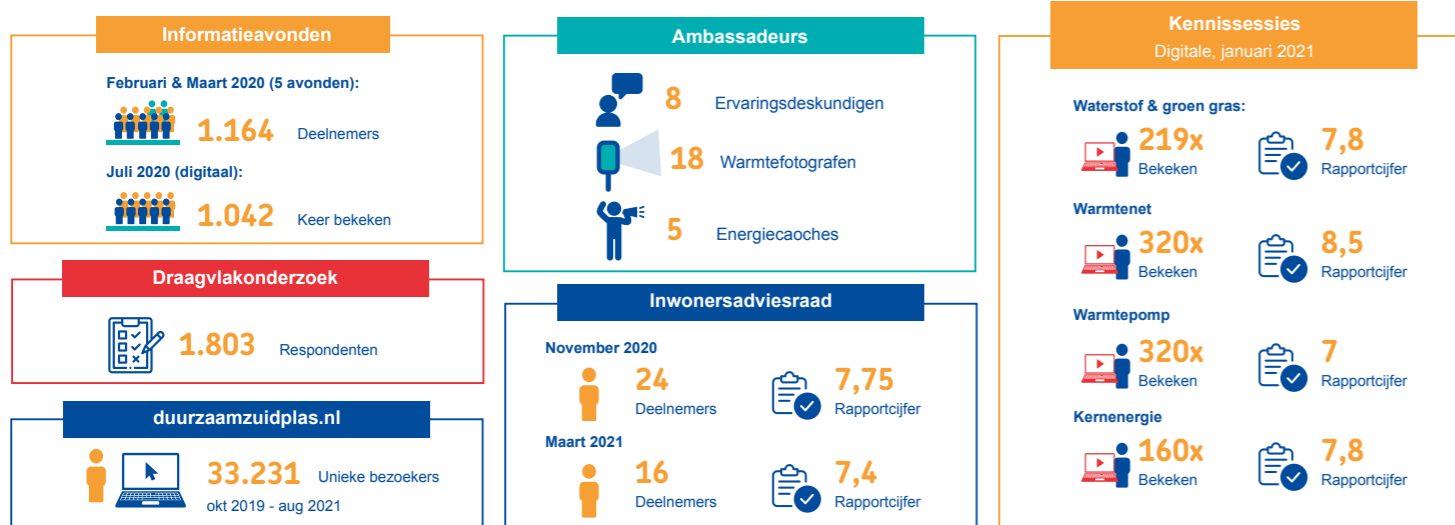 Informatieavonden
Februari & Maart 2020 (5 avonden):
1.164 Deelnemers
Juli 2020 (digitaal):
1.042 Keer bekeken
Draagvlakonderzoek
1.803 Respondenten
duurzaamzuidplas.nl
33.231 Unieke bezoekers
okt 2019 - aug 2021
Ambassadeurs
8 Ervaringsdeskundigen
18 Warmtefotografen
5 Energiecaoches
Inwonersadviesraad
November 2020
24 7,75
Deelnemers Rapportcijfer
Maart 2021
16 7,4
Deelnemers Rapportcijfer
Kennissessies
Digitale, januari 2021
Waterstof & groen gras:
219x 7,8
Bekeken Rapportcijfer
Warmtenet
320x 8,5
Bekeken Rapportcijfer
Warmtepomp
320x 7
Bekeken Rapportcijfer
Kernenergie
160x 7,8
Bekeken Rapportcijfer